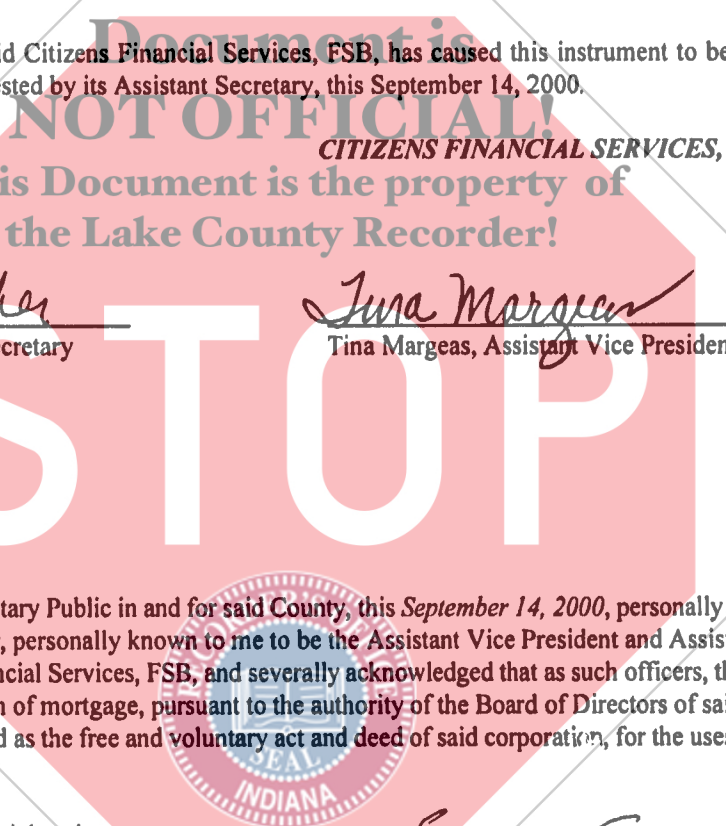 Document is
id Citizens Financial Services, FSB, has caused this instrument to be
ested by its Assistant Secretary, this September 14, 2000.
NOT OFFICIAL!
CITIZENS FINANCIAL SERVICES,
is Document is the property of
the Lake County Recorder!
Tina Margeas
cretary
Tina Margeas, Assistant Vice Presiden
STOP
tary Public in and for said County, this September 14, 2000, personally
, personally known to me to be the Assistant Vice President and Assis
ncial Services, FSB, and severally acknowledged that as such officers, th
n of mortgage, pursuant to the authority of the Board of Directors of sai
d as the free and voluntary act and deed of said corporation, for the uses
RECORDER'S OFFICE
SEAL
INDIANA